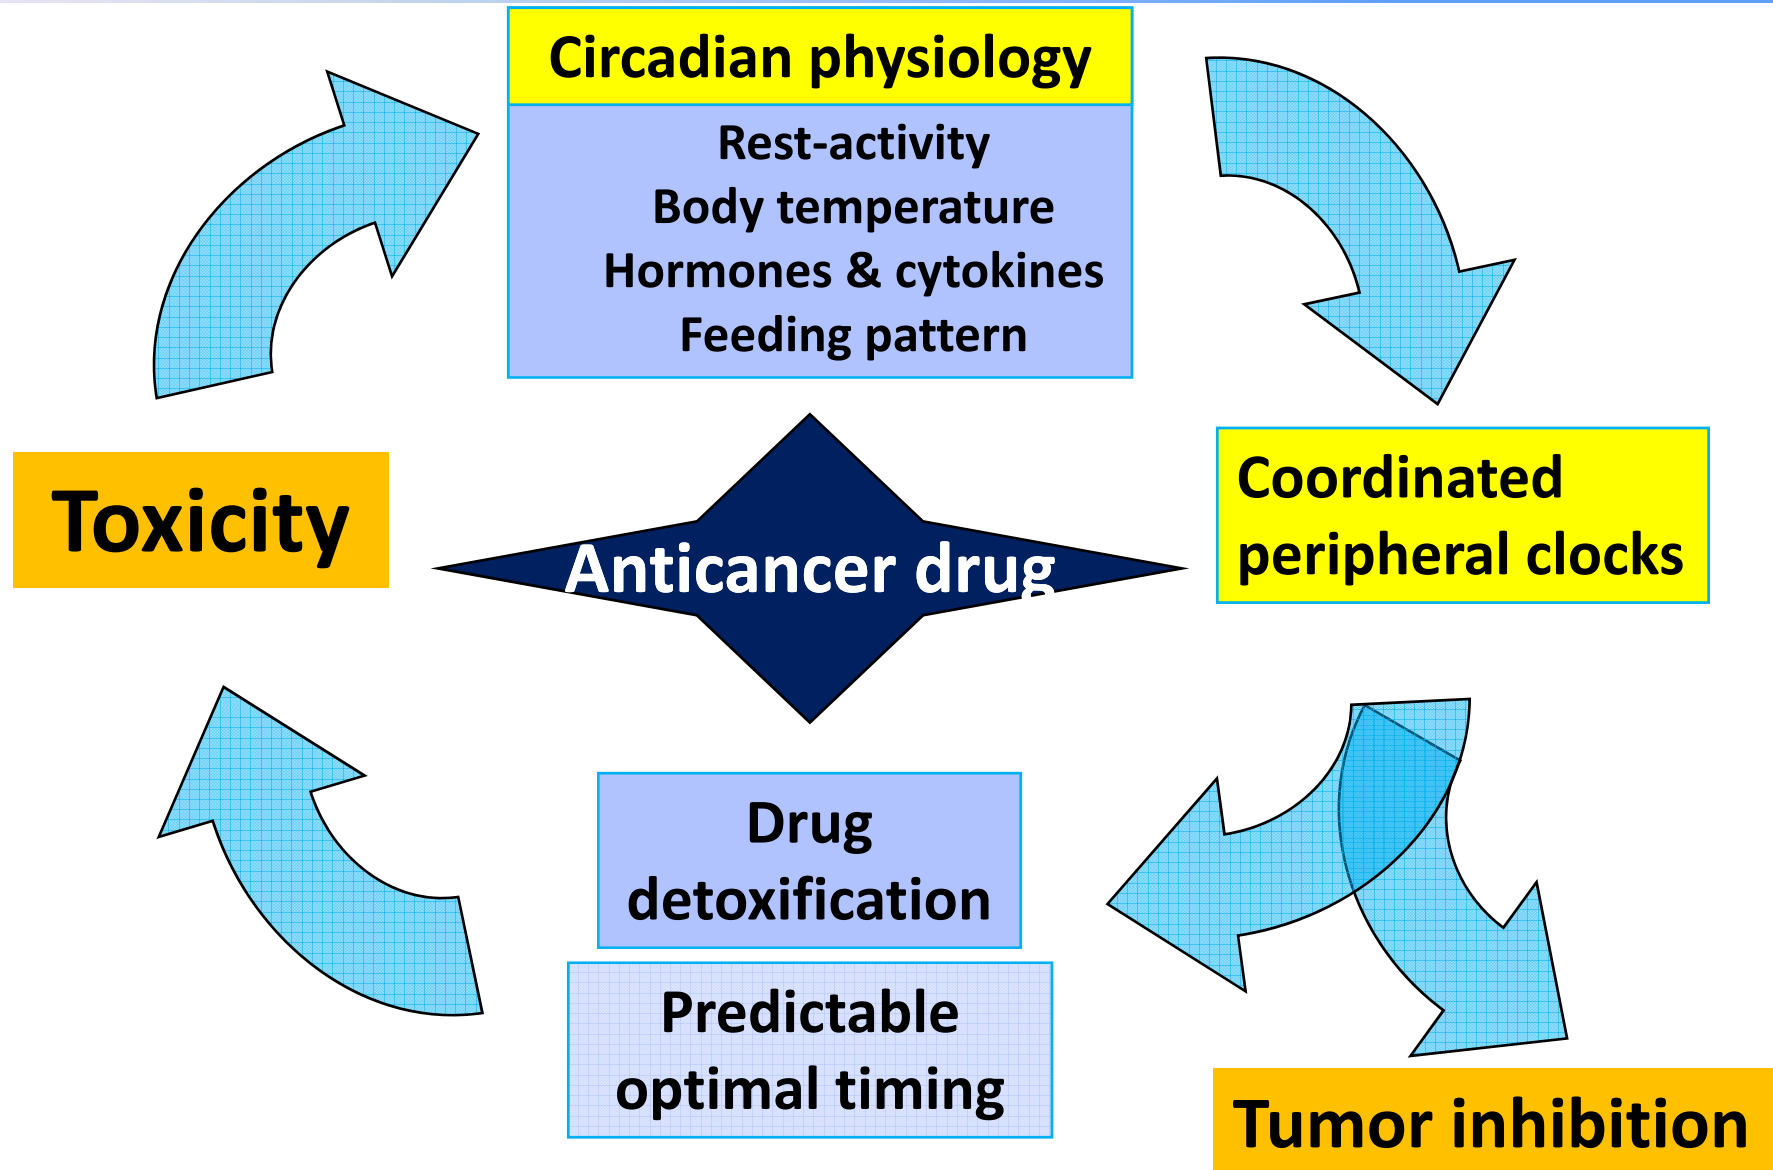 Circadian physiology
Rest-activity
Body temperature
Hormones & cytokines
Feeding pattern
Toxicity
Anticancer drug
Coordinated
peripheral clocks
Drug
detoxification
Predictable
optimal timing
Tumor inhibition